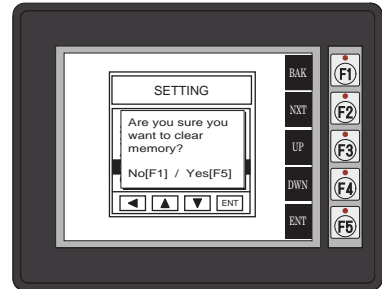 SETTING
Are you sure you
want to clear
memory?
No[F1] / Yes[F5]
ENT
BAK
NXT
UP
DWN
ENT
F1
F2
F3
F4
F5